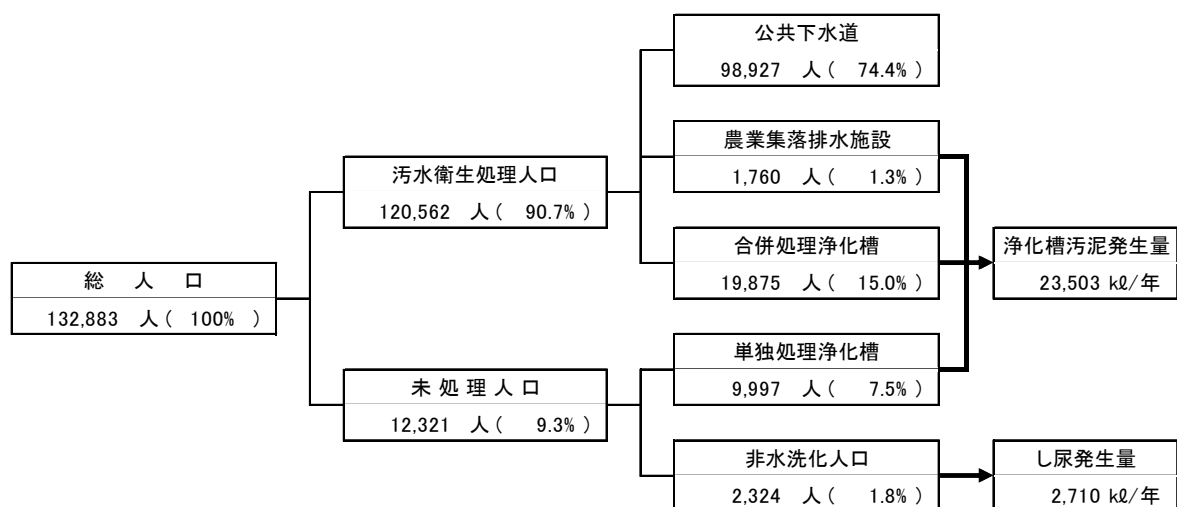 総 人 口
132,883 人 ( 100% )
汚水衛生処理人口
120,562 人 ( 90.7% )
未 処 理 人 口
12,321 人 ( 9.3% )
公共下水道
98,927 人 ( 74.4% )
農業集落排水施設
1,760 人 ( 1.3% )
合併処理浄化槽
19,875 人 ( 15.0% )
単独処理浄化槽
9,997 人 ( 7.5% )
非水洗化人口
2,324 人 ( 1.8% )
浄化槽汚泥発生量
23,503 kℓ/年
し尿発生量
2,710 kℓ/年